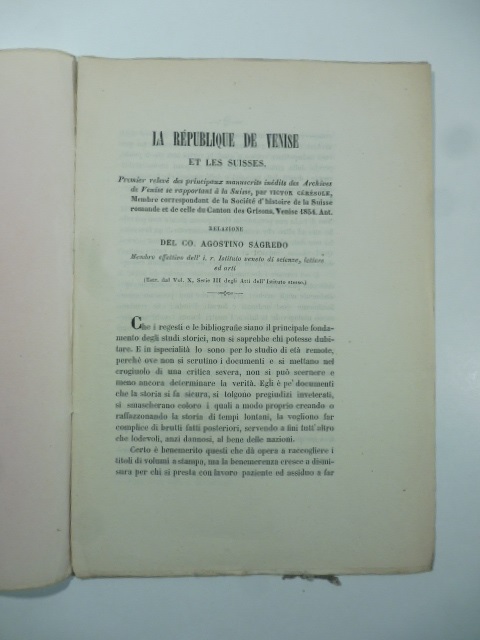 LA RÉPUBLIQUE DE VENISE
ET LES SUISSES.
Premier relevé des principaux manuscrits inédits des Archives
de Venise se rapportant à la Suisse, par VICTOR CÉRÉSOLE,
Membre correspondant de la Société d'histoire de la Suisse
romande et de celle du Canton des Grisons, Venise 1864. Ant.
RELAZIONE
DEL CO. AGOSTINO SAGREDO
Membro effettivo dell' i. r. Istituto veneto di scienze, lettere
ed arti
(Estr. dal Vol. X, Serie III degli Atti dell'Istituto stesso.)
Che i regesti e le bibliografie siano il principale fonda-
mento degli studi storici, non si saprebbe chi potesse dubi-
tare. E in ispecialità lo sono per lo studio di età remote,
perchè ove non si scrutino i documenti e si mettano nel
crogiuolo di una critica severa, non si può scernere e
meno ancora determinare la verità. Egli è pe' documenti
che la storia si fa sicura, si tolgono pregiudizi inveterati,
si smascherano coloro i quali a modo proprio creando o
raffazzonando la storia di tempi lontani, la vogliono far
complice di brutti fatti posteriori, servendo a fini tutt'altro
che lodevoli, anzi dannosi, al bene delle nazioni.
Certo è benemerito questi che dà opera a raccogliere i
titoli di volumi a stampa, ma la benemerenza cresce a dismi-
sura per chi si presta con lavoro paziente ed assiduo a far